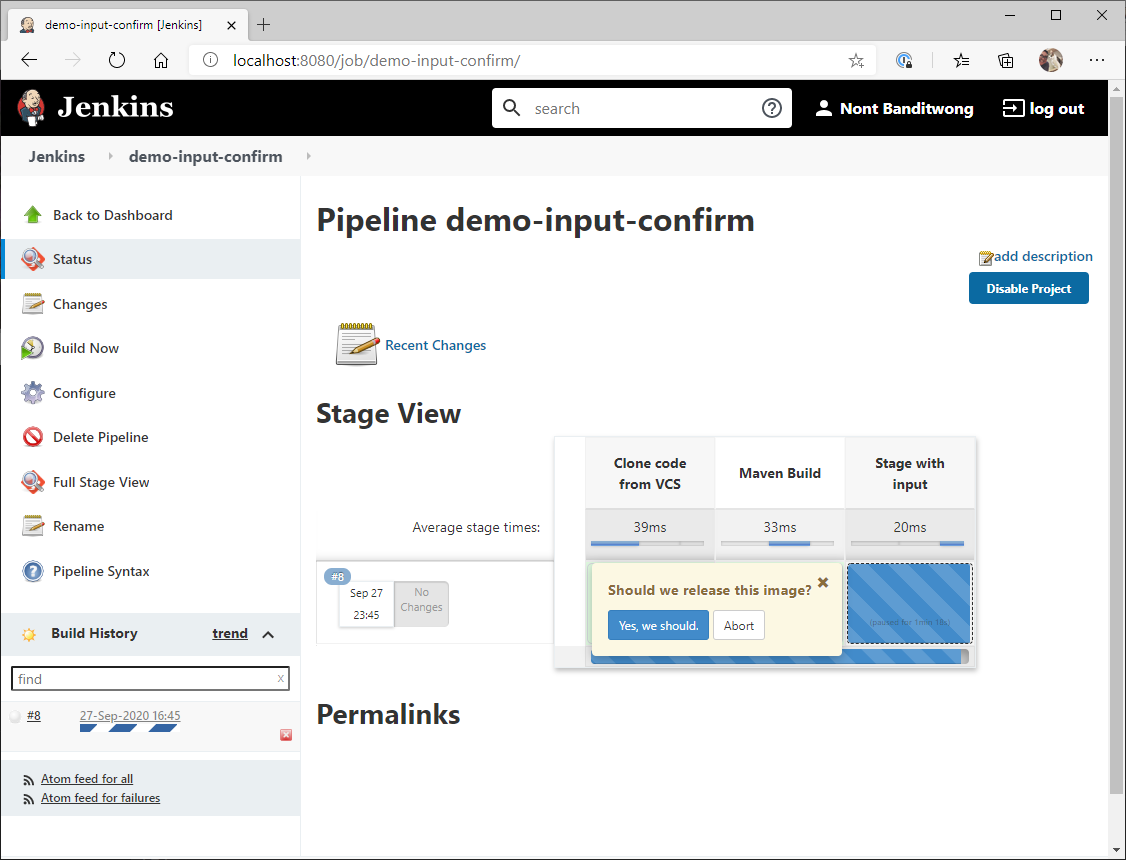 demo-input-confirm [Jenkins]
localhost:8080/job/demo-input-confirm/
Jenkins
search
Nont Banditwong
log out
Jenkins
demo-input-confirm
Back to Dashboard
Status
Changes
Build Now
Configure
Delete Pipeline
Full Stage View
Rename
Pipeline Syntax
Build History
trend
find
x
#8
27-Sep-2020 16:45
Atom feed for all
Atom feed for failures
Pipeline demo-input-confirm
add description
Disable Project
Recent Changes
Stage View
Clone code
from VCS
Maven Build
Stage with
input
Average stage times:
39ms
33ms
20ms
#8
Sep 27
23:45
No
Changes
Should we release this image?
Yes, we should.
Abort
(paused for 1min 16s)
Permalinks